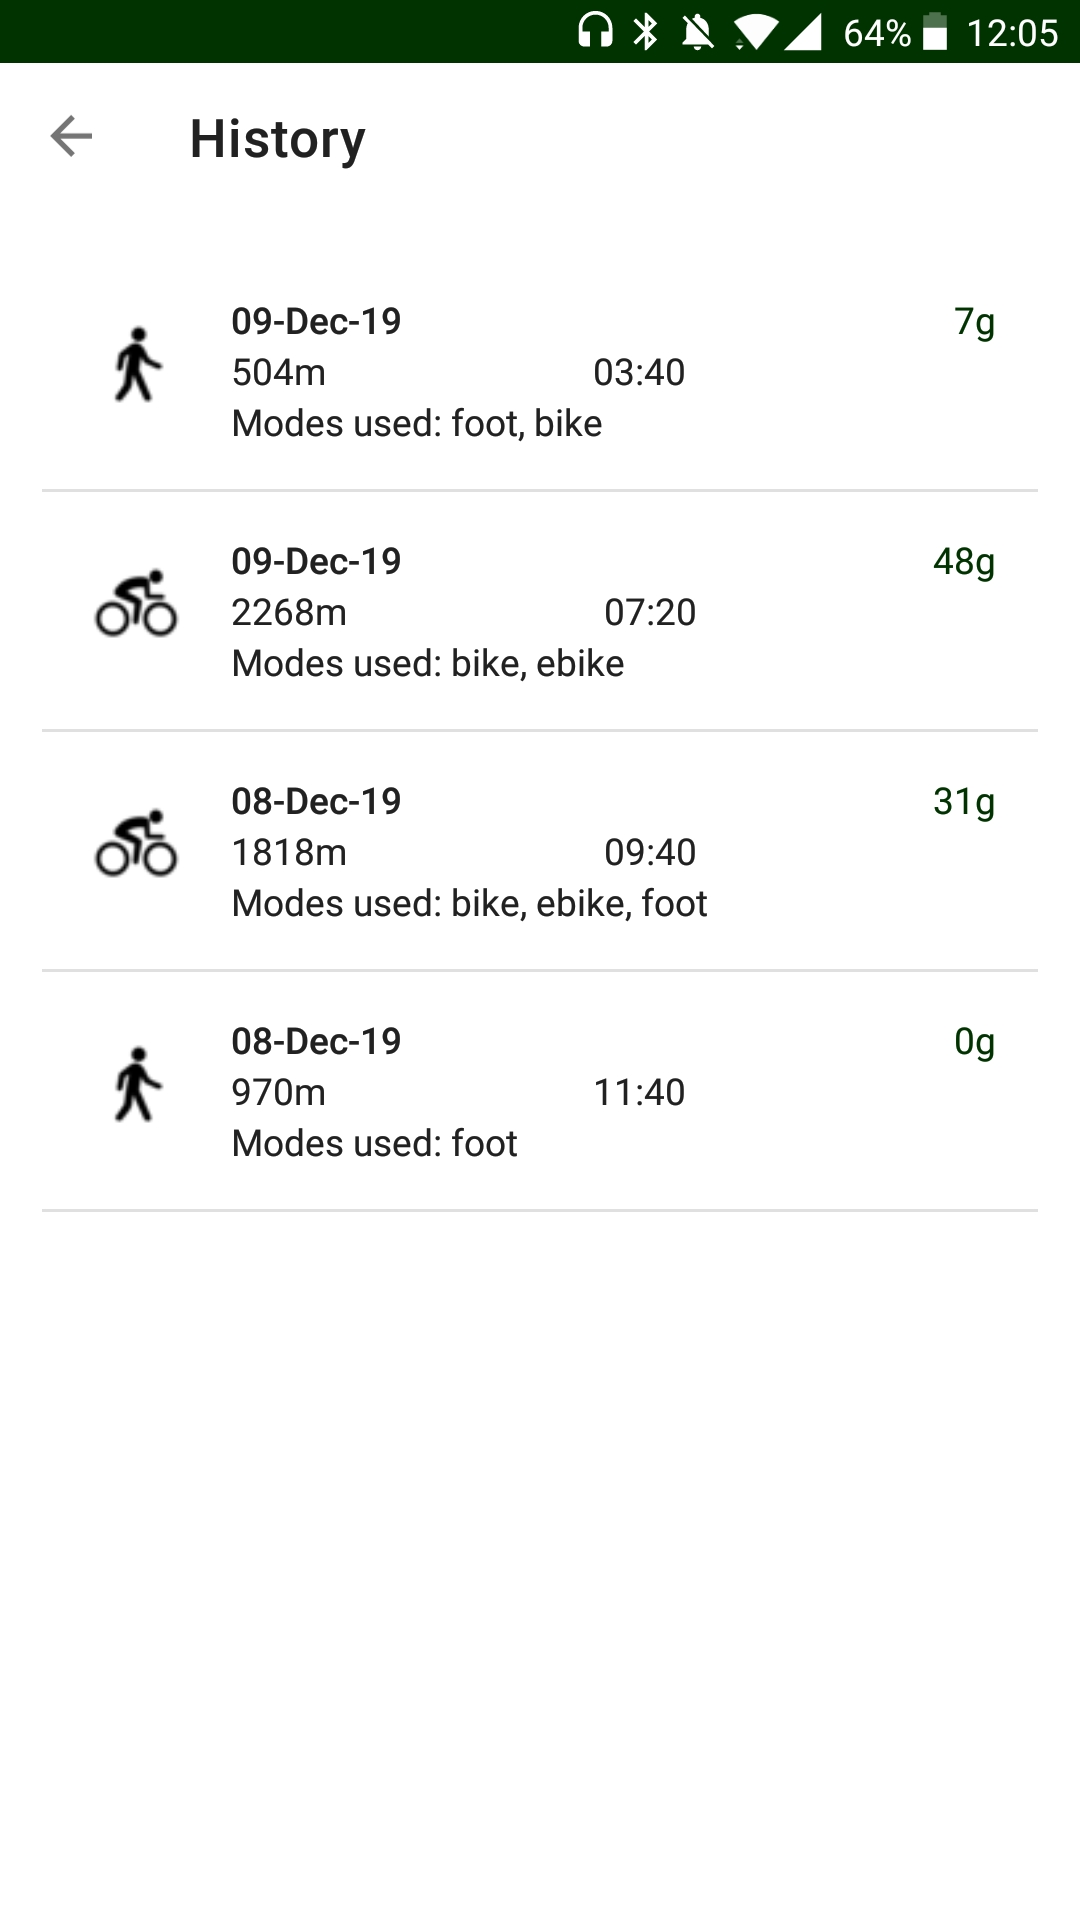 64% 12:05
History
09-Dec-19 7g
504m 03:40
Modes used: foot, bike
09-Dec-19 48g
2268m 07:20
Modes used: bike, ebike
08-Dec-19 31g
1818m 09:40
Modes used: bike, ebike, foot
08-Dec-19 0g
970m 11:40
Modes used: foot